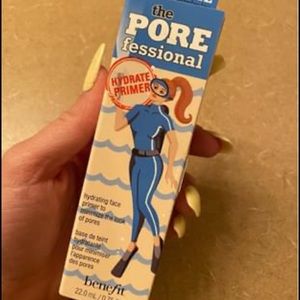 the
PORE
fessional
HYDRATE
PRIMER
hydrating face
primer to
minimize the look
of pores
base de teint
hydratante
pour minimiser
l'apparence
des pores
benefit
22.0 mL